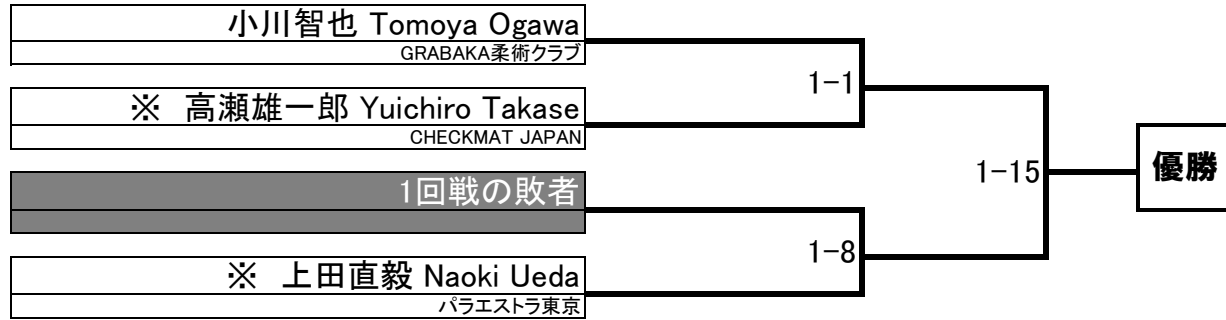 小川智也 Tomoya Ogawa
GRABAKA柔術クラブ
1-1
※ 高瀬雄一郎 Yuichiro Takase
CHECKMAT JAPAN
1-15
優勝
1回戦の敗者
1-8
※ 上田直毅 Naoki Ueda
パラエストラ東京